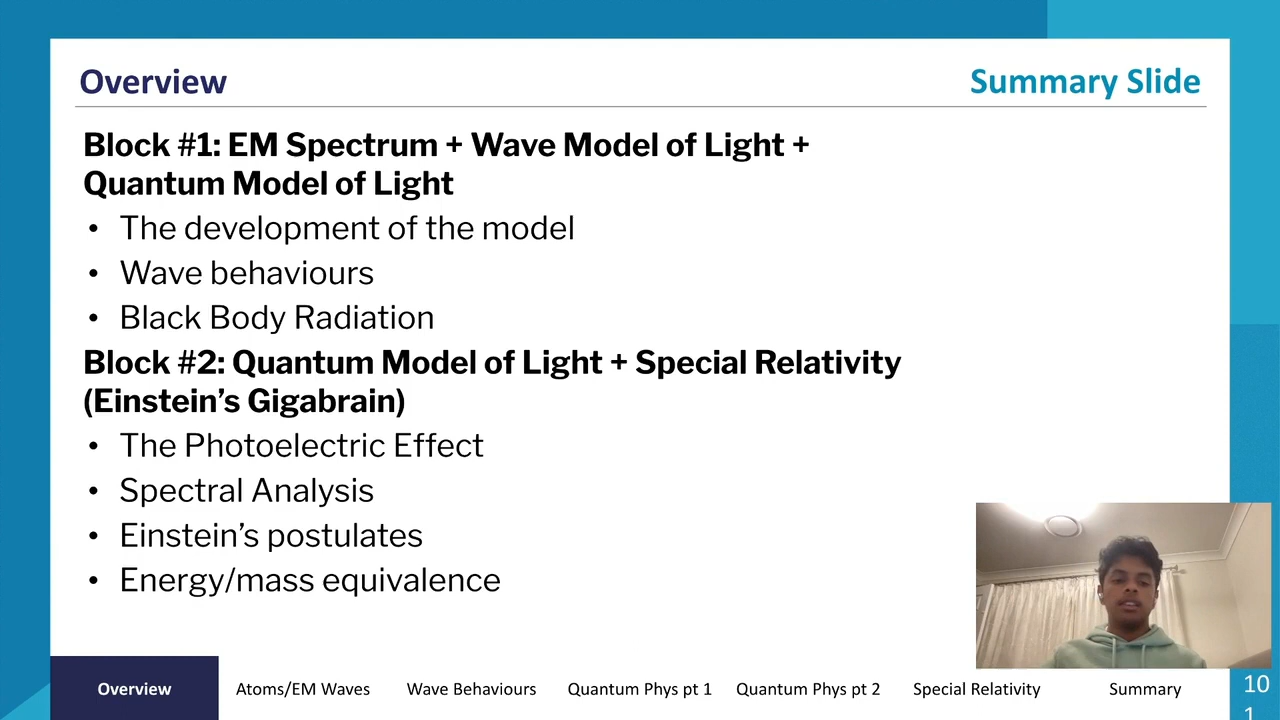 Overview
Summary Slide
Block #1: EM Spectrum + Wave Model of Light +
Quantum Model of Light
• The development of the model
• Wave behaviours
• Black Body Radiation
Block #2: Quantum Model of Light + Special Relativity
(Einstein’s Gigabrain)
• The Photoelectric Effect
• Spectral Analysis
• Einstein’s postulates
• Energy/mass equivalence
Overview
Atoms/EM Waves
Wave Behaviours
Quantum Phys pt 1
Quantum Phys pt 2
Special Relativity
Summary
10
1